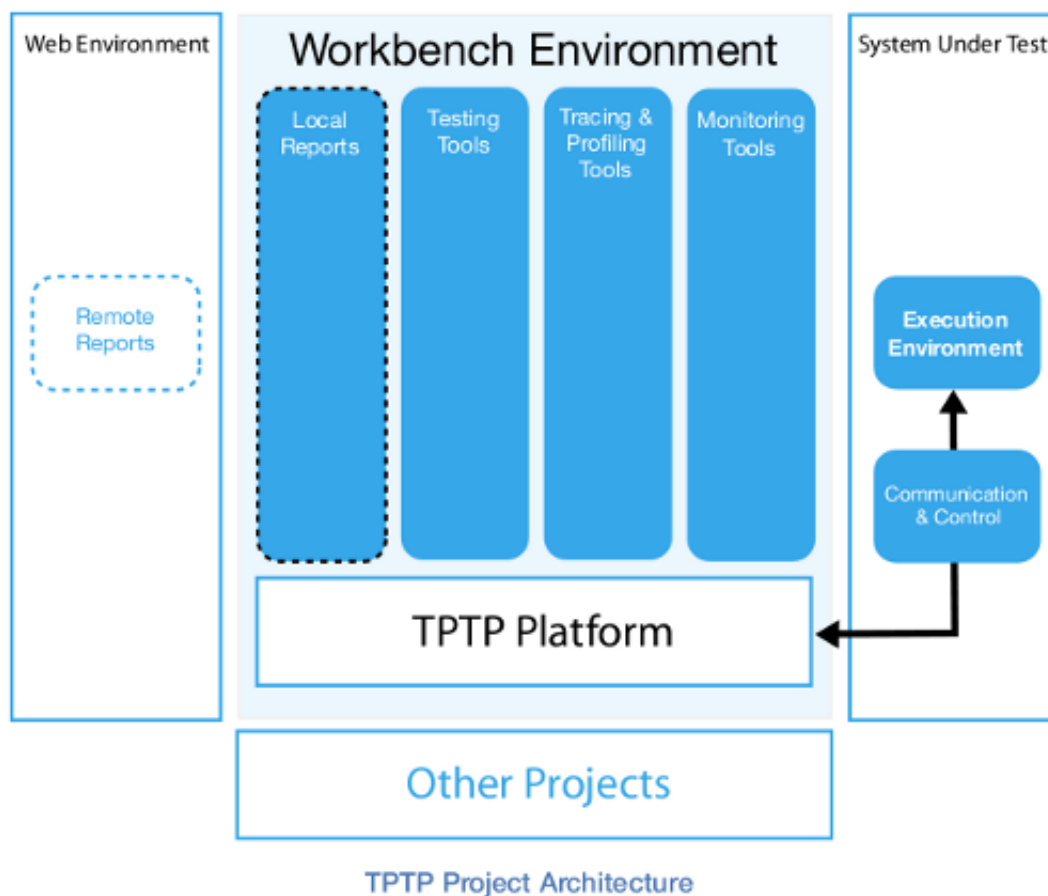 Web Environment
Workbench Environment
System Under Test
Local
Reports
Testing
Tools
Tracing &
Profiling
Tools
Monitoring
Tools
Remote
Reports
Execution
Environment
Communication
& Control
TPTP Platform
Other Projects
TPTP Project Architecture